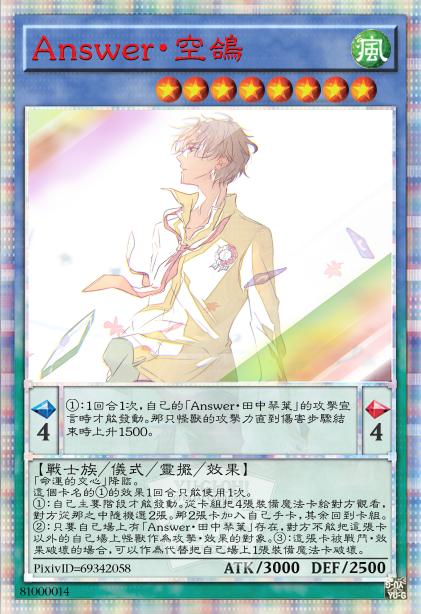 Answer・空鴿
風
①：1回合1次，自己的「Answer・田中琴葉」的攻擊宣
言時才能發動。那只怪獸的攻擊力直到傷害步驟結
束時上升1500。
4
4
【戰士族／儀式／靈擺／效果】
「命運的交心」降臨。
這個卡名的①的效果1回合只能使用1次。
①：自己主要階段才能發動。從卡組把4張裝備魔法卡給對方觀看，
對方從那之中隨機選2張。那2張卡加入自己手卡，其余回到卡組。
②：只要自己場上有「Answer・田中琴葉」存在，對方不能把這張卡
以外的自己場上怪獸作為攻擊・效果的對象。③：這張卡被戰鬥・效
果破壞的場合，可以作為代替把自己場上1張裝備魔法卡破壞。
PixivID=69342058
ATK/3000 DEF/2500
81000014